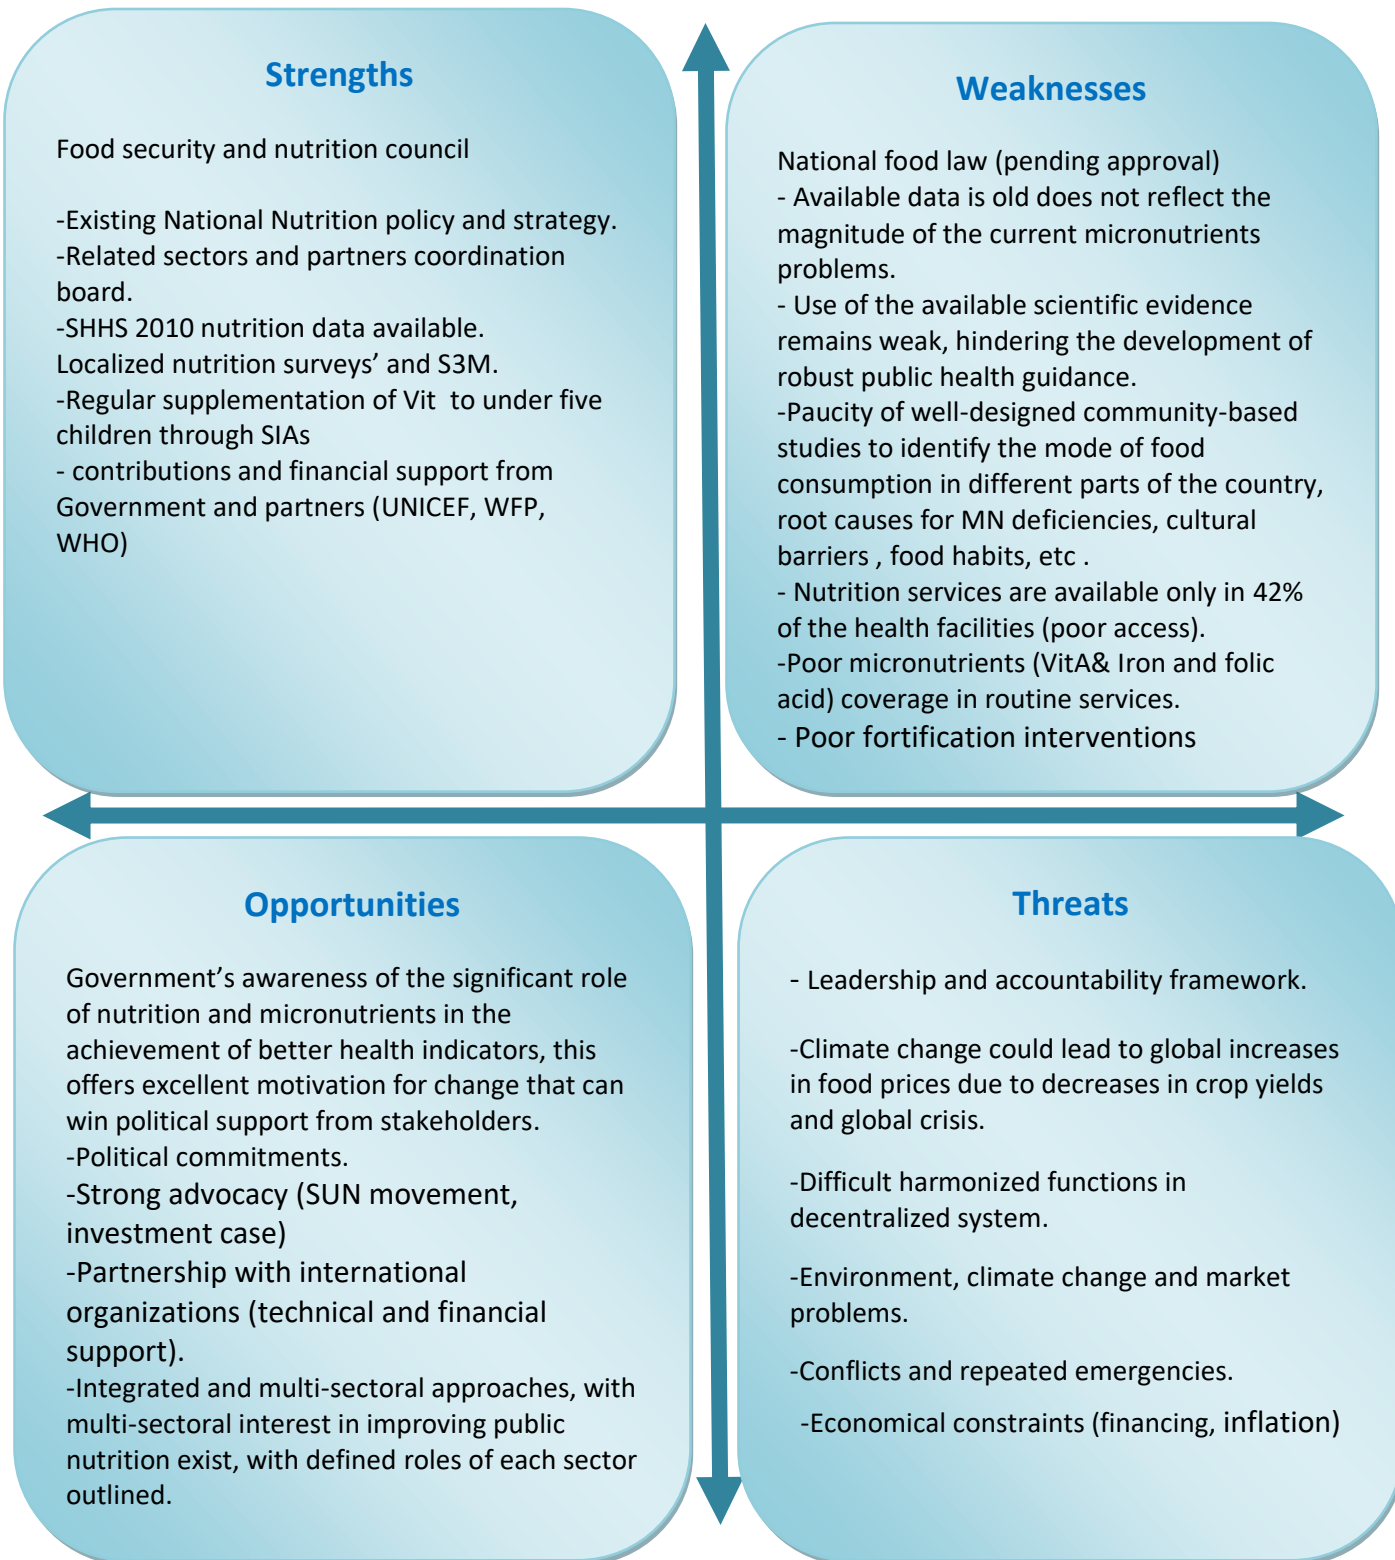 Strengths
Food security and nutrition council
-Existing National Nutrition policy and strategy.
-Related sectors and partners coordination
board.
-SHHS 2010 nutrition data available.
Localized nutrition surveys’ and S3M.
-Regular supplementation of Vit  to under five
children through SIAs
- contributions and financial support from
Government and partners (UNICEF, WFP,
WHO)
Weaknesses
National food law (pending approval)
- Available data is old does not reflect the
magnitude of the current micronutrients
problems.
- Use of the available scientific evidence
remains weak, hindering the development of
robust public health guidance.
-Paucity of well-designed community-based
studies to identify the mode of food
consumption in different parts of the country,
root causes for MN deficiencies, cultural
barriers , food habits, etc .
- Nutrition services are available only in 42%
of the health facilities (poor access).
-Poor micronutrients (VitA& Iron and folic
acid) coverage in routine services.
- Poor fortification interventions
Opportunities
Government’s awareness of the significant role
of nutrition and micronutrients in the
achievement of better health indicators, this
offers excellent motivation for change that can
win political support from stakeholders.
-Political commitments.
-Strong advocacy (SUN movement,
investment case)
-Partnership with international
organizations (technical and financial
support).
-Integrated and multi-sectoral approaches, with
multi-sectoral interest in improving public
nutrition exist, with defined roles of each sector
outlined.
Threats
- Leadership and accountability framework.
-Climate change could lead to global increases
in food prices due to decreases in crop yields
and global crisis.
-Difficult harmonized functions in
decentralized system.
-Environment, climate change and market
problems.
-Conflicts and repeated emergencies.
-Economical constraints (financing, inflation)